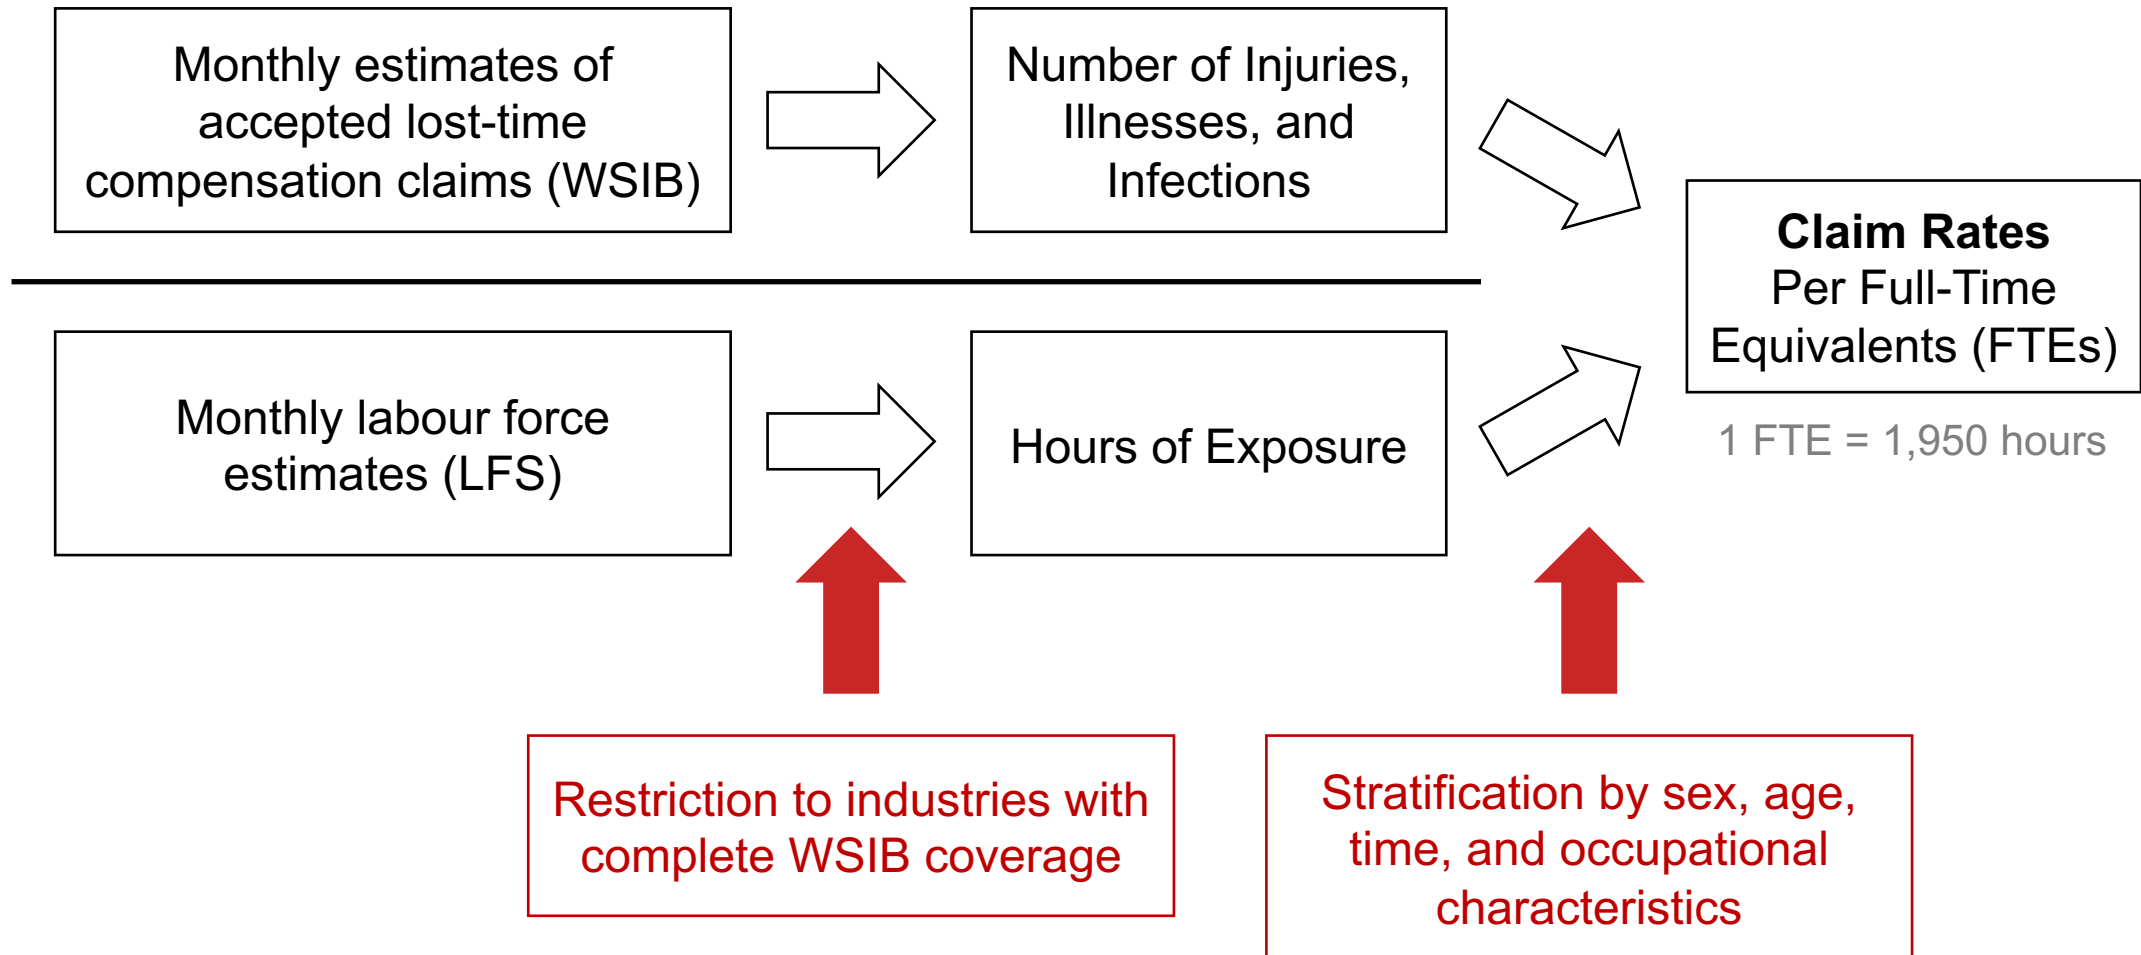 Monthly estimates of
accepted lost-time
compensation claims (WSIB)
Number of Injuries,
Illnesses, and
Infections
Claim Rates
Per Full-Time
Equivalents (FTEs)
1 FTE = 1,950 hours
Monthly labour force
estimates (LFS)
Hours of Exposure
Restriction to industries with
complete WSIB coverage
Stratification by sex, age,
time, and occupational
characteristics